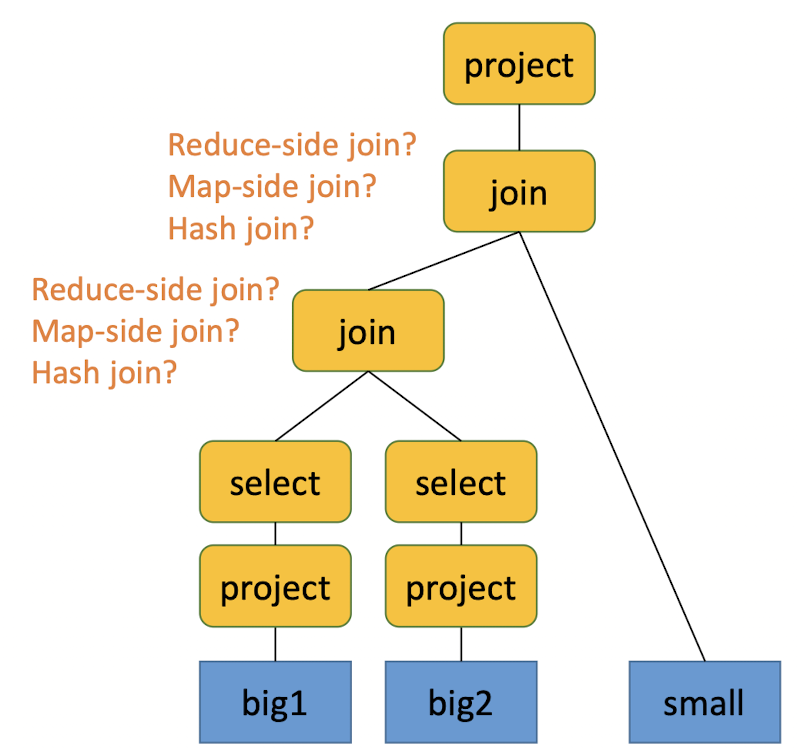 project
Reduce-side join?
Map-side join?
Hash join?
join
Reduce-side join?
Map-side join?
Hash join?
join
select
select
project
project
big1
big2
small